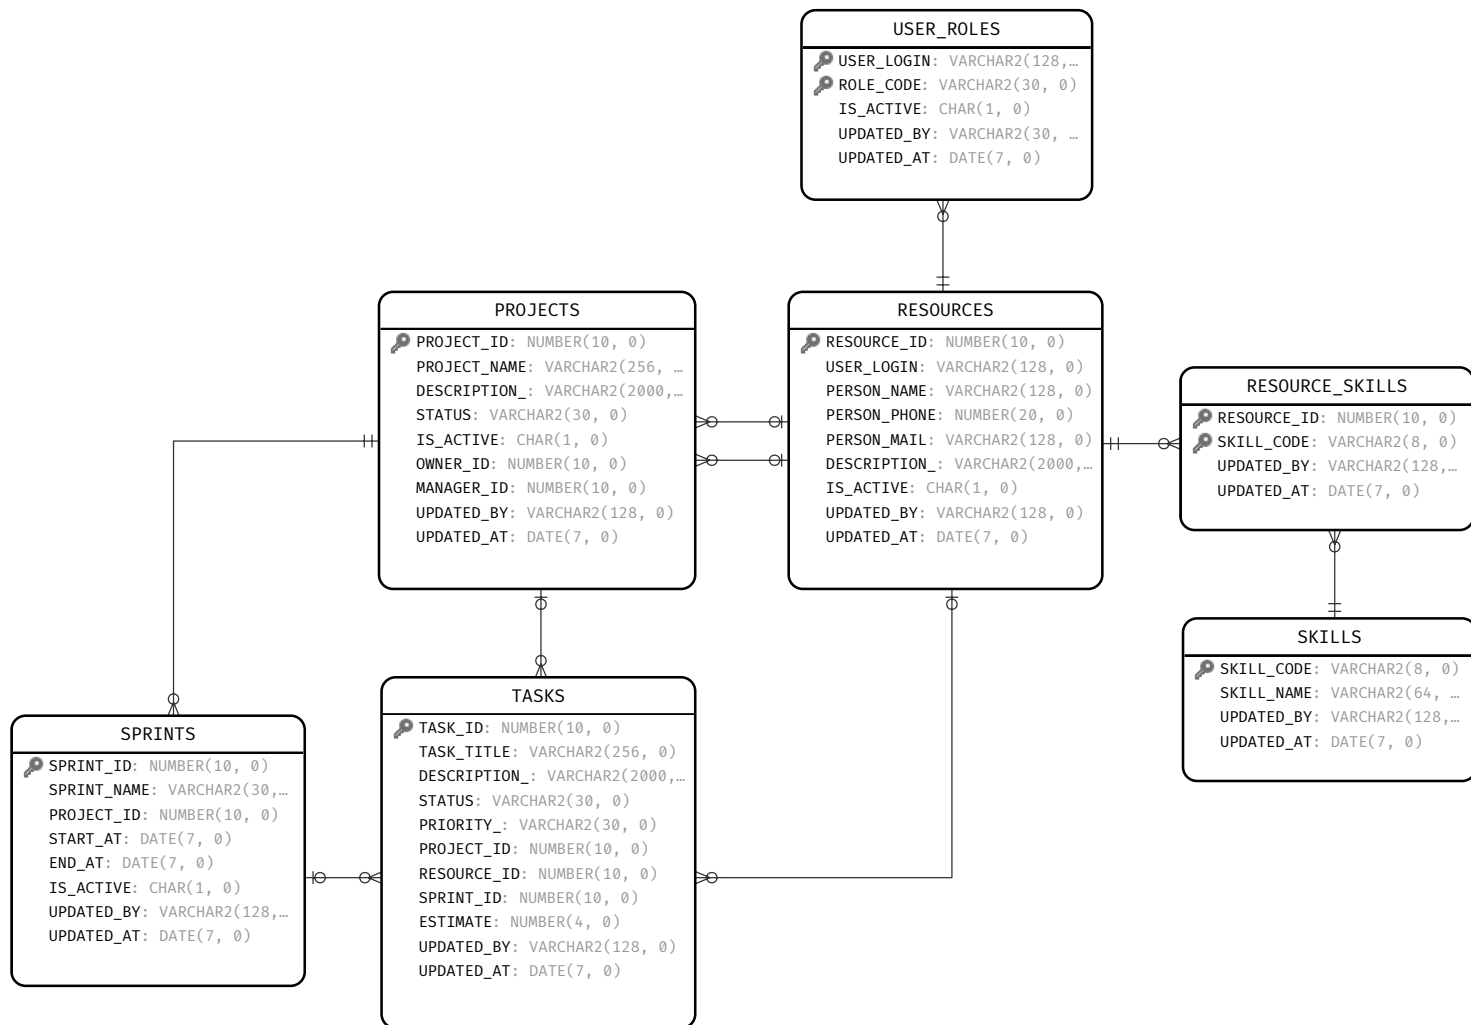 USER_ROLES
USER_LOGIN: VARCHAR2(128,…
ROLE_CODE: VARCHAR2(30, 0)
IS_ACTIVE: CHAR(1, 0)
UPDATED_BY: VARCHAR2(30, …
UPDATED_AT: DATE(7, 0)
PROJECTS
PROJECT_ID: NUMBER(10, 0)
PROJECT_NAME: VARCHAR2(256, …
DESCRIPTION_: VARCHAR2(2000,…
STATUS: VARCHAR2(30, 0)
IS_ACTIVE: CHAR(1, 0)
OWNER_ID: NUMBER(10, 0)
MANAGER_ID: NUMBER(10, 0)
UPDATED_BY: VARCHAR2(128, 0)
UPDATED_AT: DATE(7, 0)
RESOURCES
RESOURCE_ID: NUMBER(10, 0)
USER_LOGIN: VARCHAR2(128, 0)
PERSON_NAME: VARCHAR2(128, 0)
PERSON_PHONE: NUMBER(20, 0)
PERSON_MAIL: VARCHAR2(128, 0)
DESCRIPTION_: VARCHAR2(2000,…
IS_ACTIVE: CHAR(1, 0)
UPDATED_BY: VARCHAR2(128, 0)
UPDATED_AT: DATE(7, 0)
RESOURCE_SKILLS
RESOURCE_ID: NUMBER(10, 0)
SKILL_CODE: VARCHAR2(8, 0)
UPDATED_BY: VARCHAR2(128,…
UPDATED_AT: DATE(7, 0)
SKILLS
SKILL_CODE: VARCHAR2(8, 0)
SKILL_NAME: VARCHAR2(64, …
UPDATED_BY: VARCHAR2(128,…
UPDATED_AT: DATE(7, 0)
SPRINTS
SPRINT_ID: NUMBER(10, 0)
SPRINT_NAME: VARCHAR2(30,…
PROJECT_ID: NUMBER(10, 0)
START_AT: DATE(7, 0)
END_AT: DATE(7, 0)
IS_ACTIVE: CHAR(1, 0)
UPDATED_BY: VARCHAR2(128,…
UPDATED_AT: DATE(7, 0)
TASKS
TASK_ID: NUMBER(10, 0)
TASK_TITLE: VARCHAR2(256, 0)
DESCRIPTION_: VARCHAR2(2000,…
STATUS: VARCHAR2(30, 0)
PRIORITY_: VARCHAR2(30, 0)
PROJECT_ID: NUMBER(10, 0)
RESOURCE_ID: NUMBER(10, 0)
SPRINT_ID: NUMBER(10, 0)
ESTIMATE: NUMBER(4, 0)
UPDATED_BY: VARCHAR2(128, 0)
UPDATED_AT: DATE(7, 0)